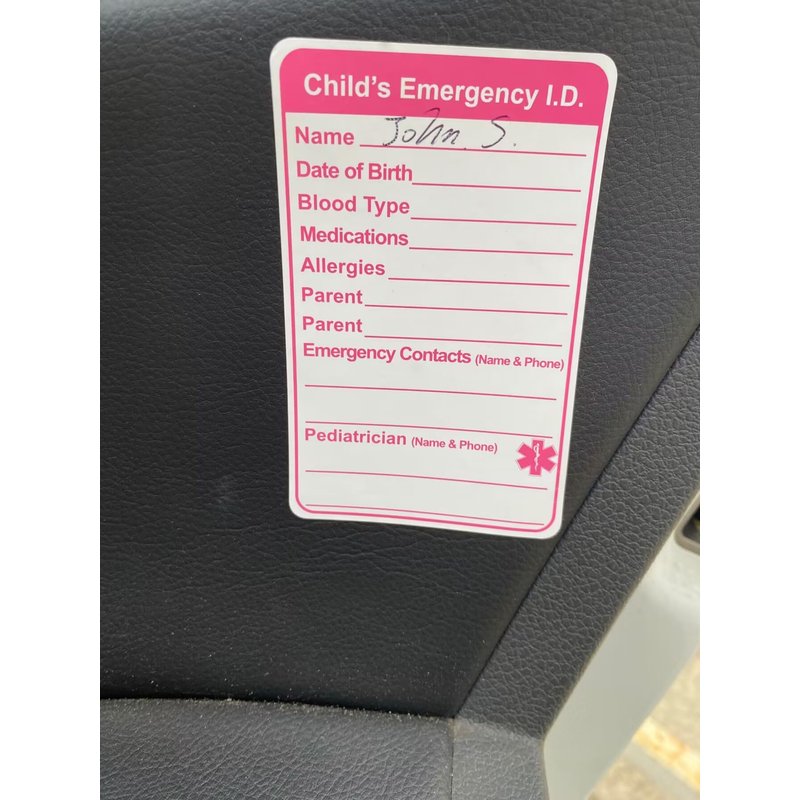 Child's Emergency I.D.
Name John. S.
Date of Birth
Blood Type
Medications
Allergies
Parent
Parent
Emergency Contacts (Name & Phone)
Pediatrician (Name & Phone)